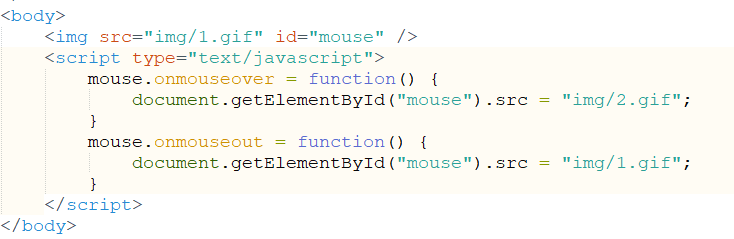 <body>
<img src="img/1.gif" id="mouse" />
<script type="text/javascript">
mouse.onmouseover = function() {
document.getElementById("mouse").src = "img/2.gif";
}
mouse.onmouseout = function() {
document.getElementById("mouse").src = "img/1.gif";
}
</script>
</body>